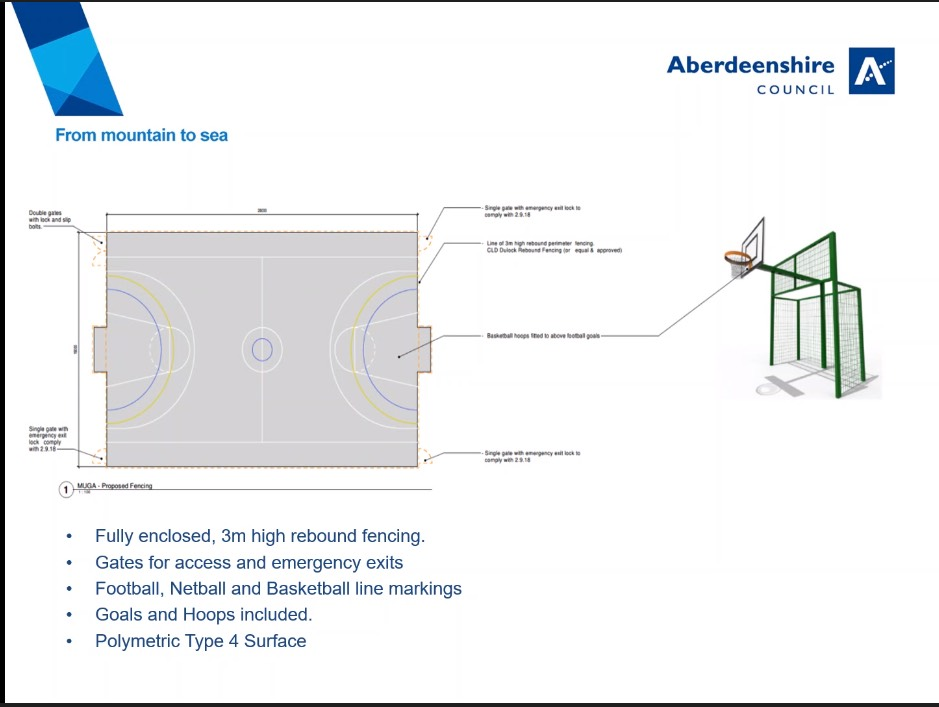 Aberdeenshire
COUNCIL
From mountain to sea
Double gates
with lock and slip
bolts.
Single gate with emergency exit lock to
comply with 2.9.18
Line of 3m high rebound perimeter fencing.
CLD Dulock Rebound Fencing (or equal & approved)
Basketball hoops fitted to above football goals
Single gate with
emergency exit
lock comply
with 2.9.18
Single gate with emergency exit lock to
comply with 2.9.18
1 MUGA - Proposed Fencing
• Fully enclosed, 3m high rebound fencing.
• Gates for access and emergency exits
• Football, Netball and Basketball line markings
• Goals and Hoops included.
• Polymetric Type 4 Surface